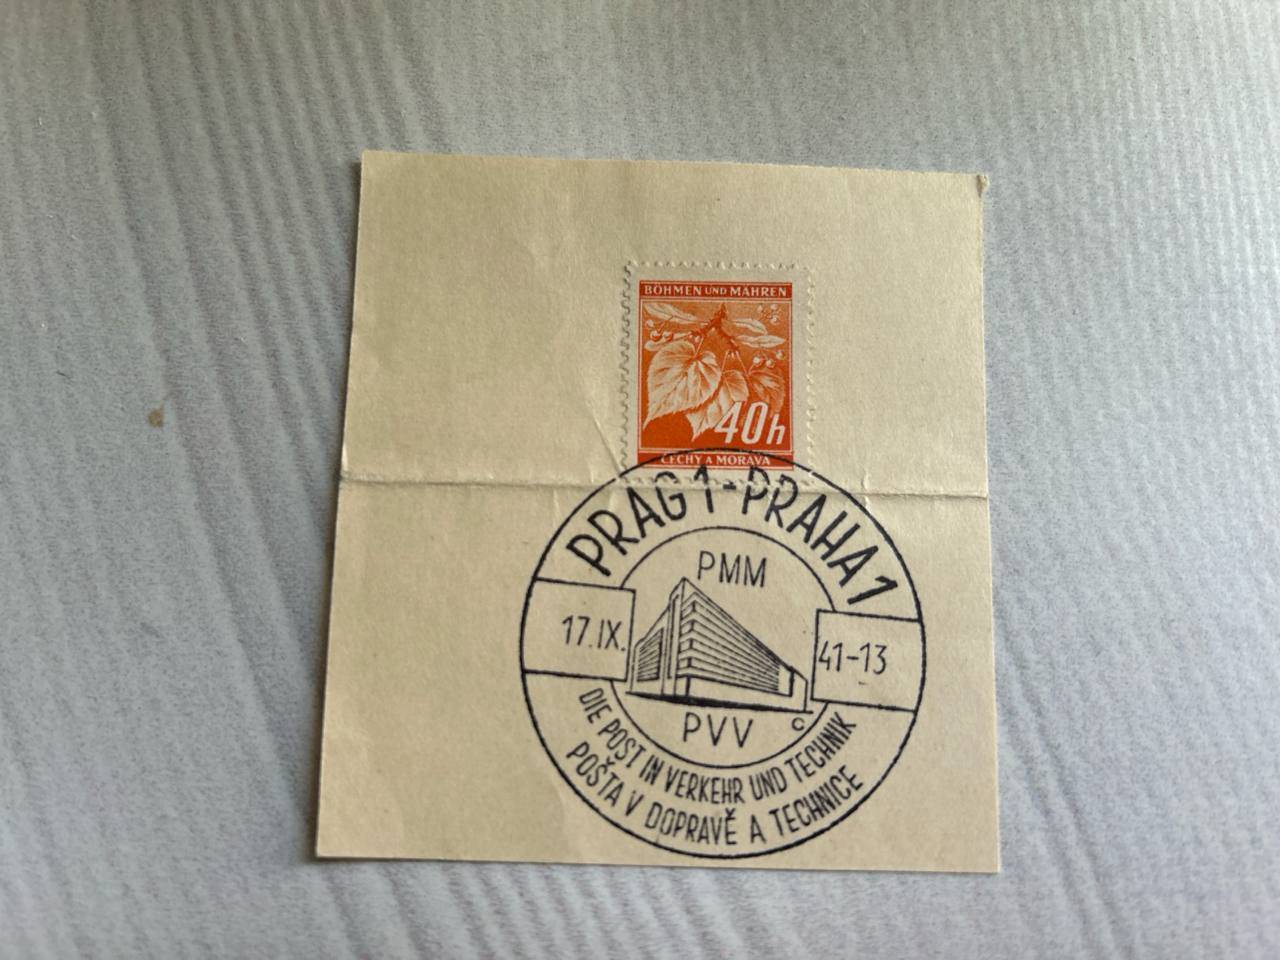 BÖHMEN UND MÄHREN
40h
ČECHY A MORAVA
PRAG 1-PRAHA 1
PMM
17.IX.
41-13
PVV
C
DIE POST IN VERKEHR UND TECHNIK
POŠTA V DOPRAVĚ A TECHNICE